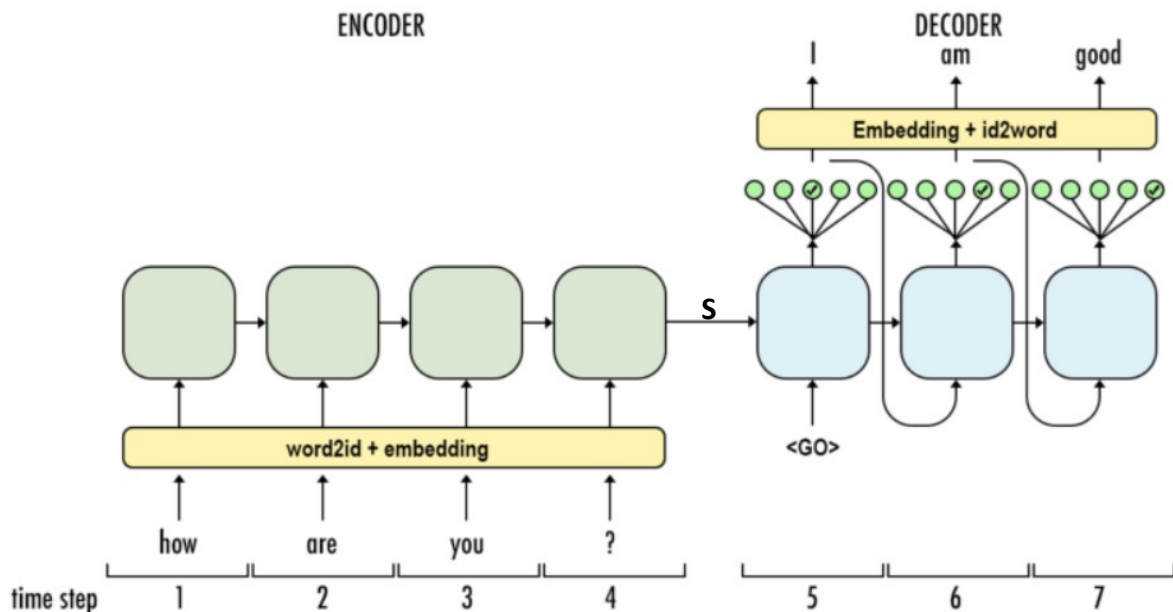 ENCODER
DECODER
I am good
Embedding + id2word
S
<GO>
word2id + embedding
how are you ?
time step 1 2 3 4 5 6 7